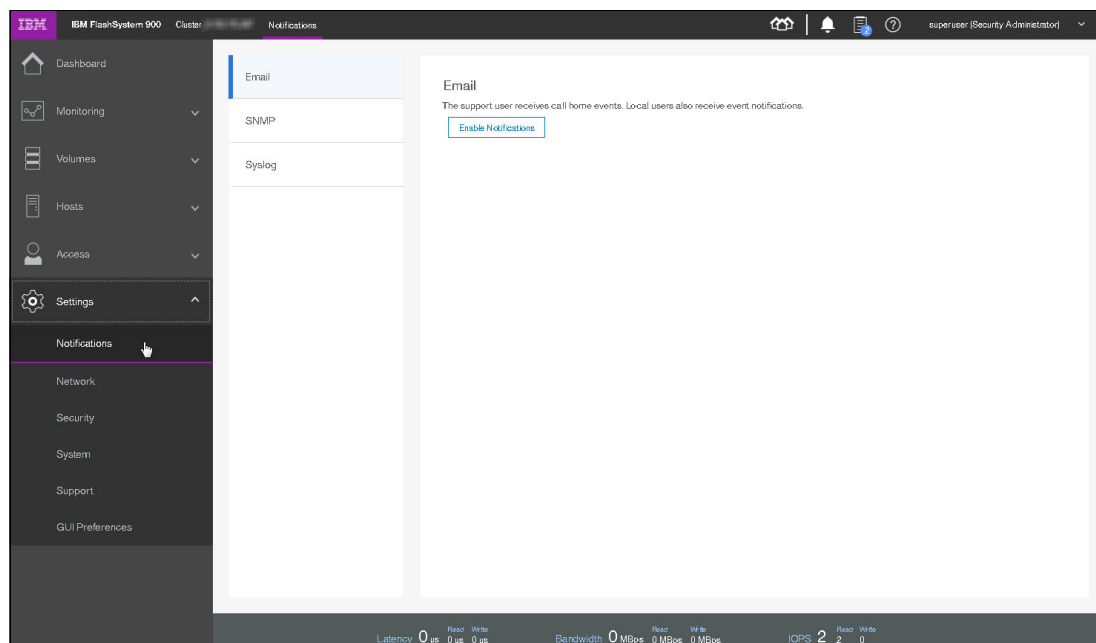 IBM IBM FlashSystem 900 Cluster Notifications 2 ? superuser (Security Administrator)
Dashboard
Monitoring
Volumes
Hosts
Access
Settings
Notifications
Network
Security
System
Support
GUI Preferences
Email
SNMP
Syslog
Email
The support user receives call home events. Local users also receive event notifications.
Enable Notifications
Read Write Read Write Read Write
Latency 0 µs 0 µs 0 µs Bandwidth 0 MBps 0 MBps 0 MBps IOPS 2 2 0